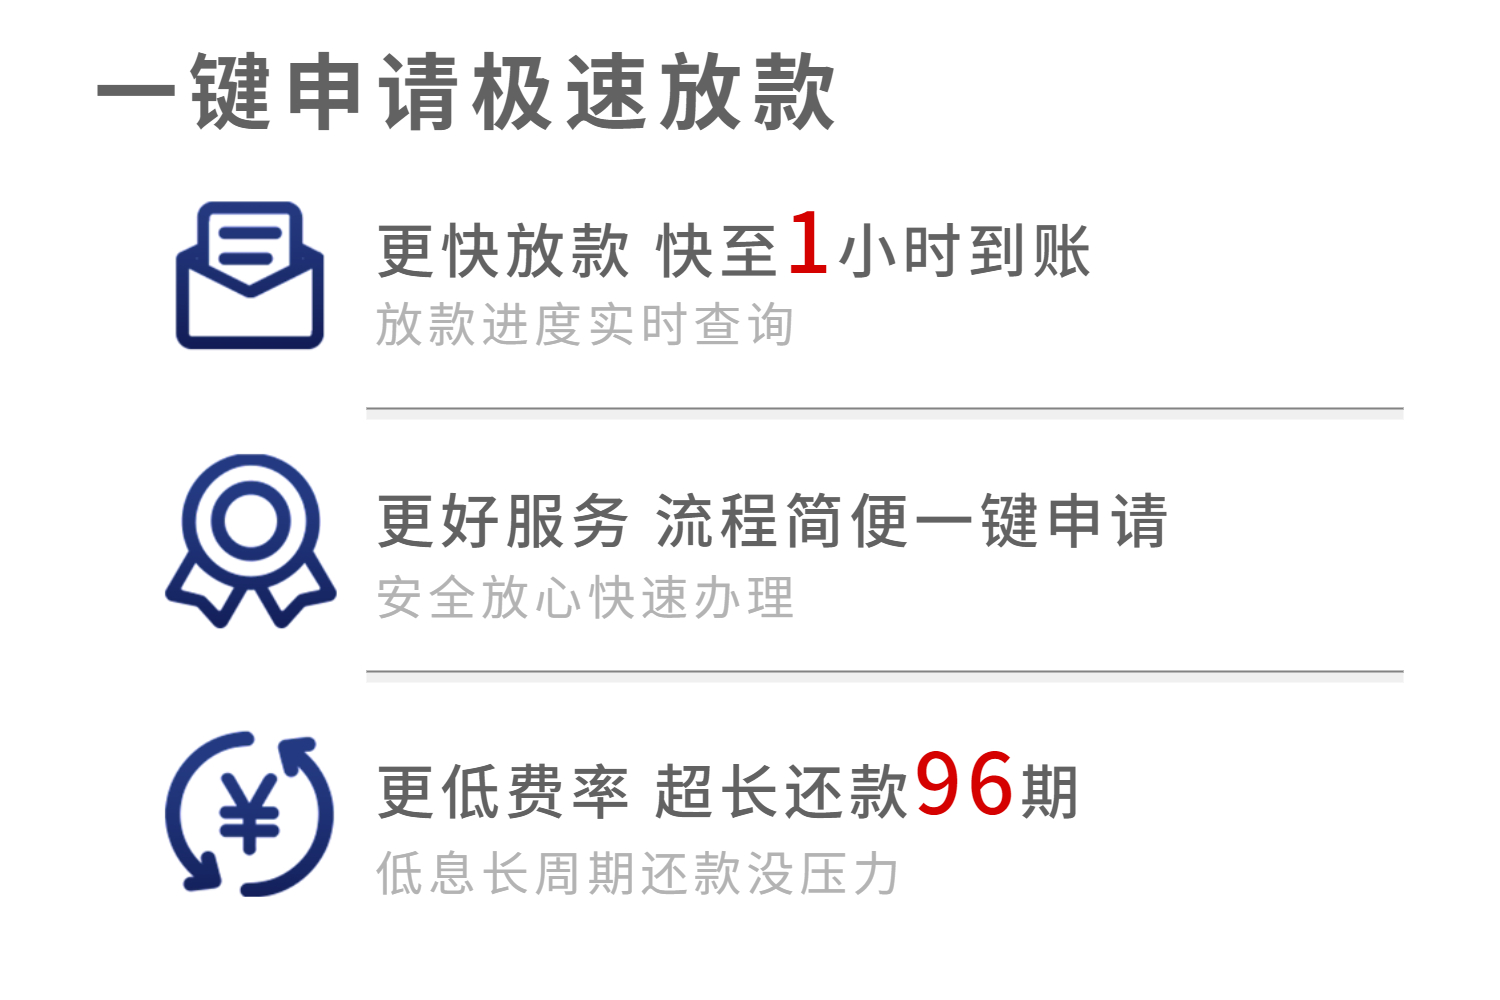 一键申请极速放款
更快放款 快至1小时到账
放款进度实时查询
更好服务 流程简便一键申请
安全放心快速办理
更低费率 超长还款96期
低息长周期还款没压力